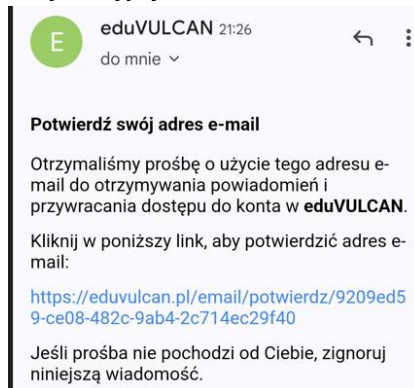 E
eduVULCAN 21:26
do mnie
Potwierdź swój adres e-mail
Otrzymaliśmy prośbę o użycie tego adresu e-
mail do otrzymywania powiadomień i
przywracania dostępu do konta w eduVULCAN.
Kliknij w poniższy link, aby potwierdzić adres e-
mail:
https://eduvulcan.pl/email/potwierdz/9209ed5
9-ce08-482c-9ab4-2c714ec29f40
Jeśli prośba nie pochodzi od Ciebie, zignoruj
niniejszą wiadomość.